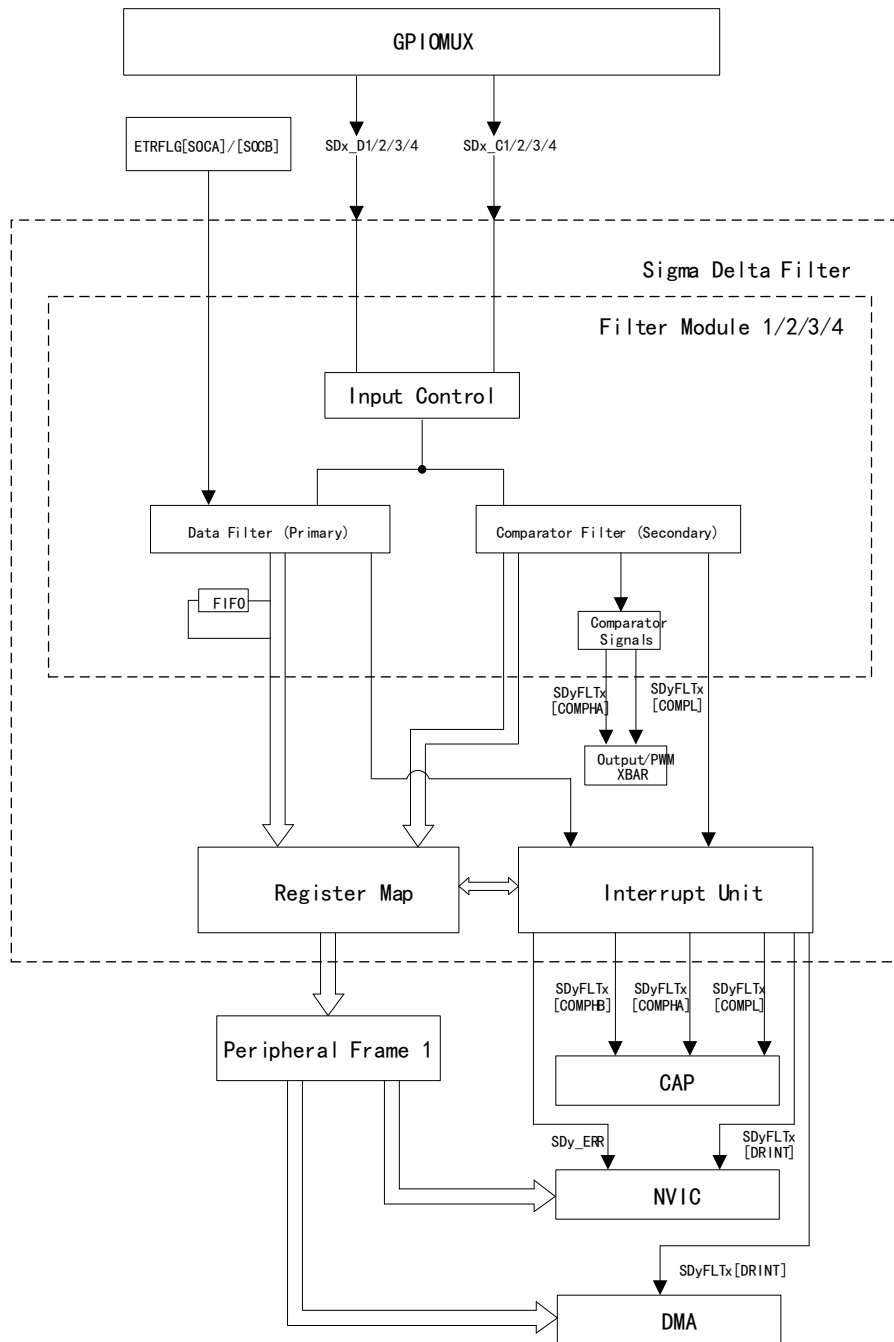 GPIOMUX
ETRFLG[SOCA]/[SOCB]
SDx_D1/2/3/4
SDx_C1/2/3/4
Sigma Delta Filter
Filter Module 1/2/3/4
Input Control
Data Filter (Primary)
Comparator Filter (Secondary)
FIFO
Comparator
Signals
SDyFLTx
[COMPHA]
SDyFLTx
[COMPL]
Output/PWM
XBAR
Register Map
Interrupt Unit
SDyFLTx
[COMPHB]
SDyFLTx
[COMPHA]
SDyFLTx
[COMPL]
Peripheral Frame 1
CAP
SDy_ERR
SDyFLTx
[DRINT]
NVIC
SDyFLTx[DRINT]
DMA